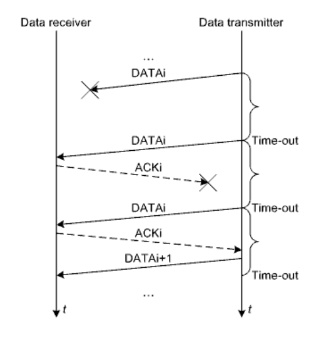 Data receiver
Data transmitter
...
DATAi
DATAi
Time-out
ACKi
DATAi
Time-out
ACKi
DATAi+1
Time-out
...
t
t